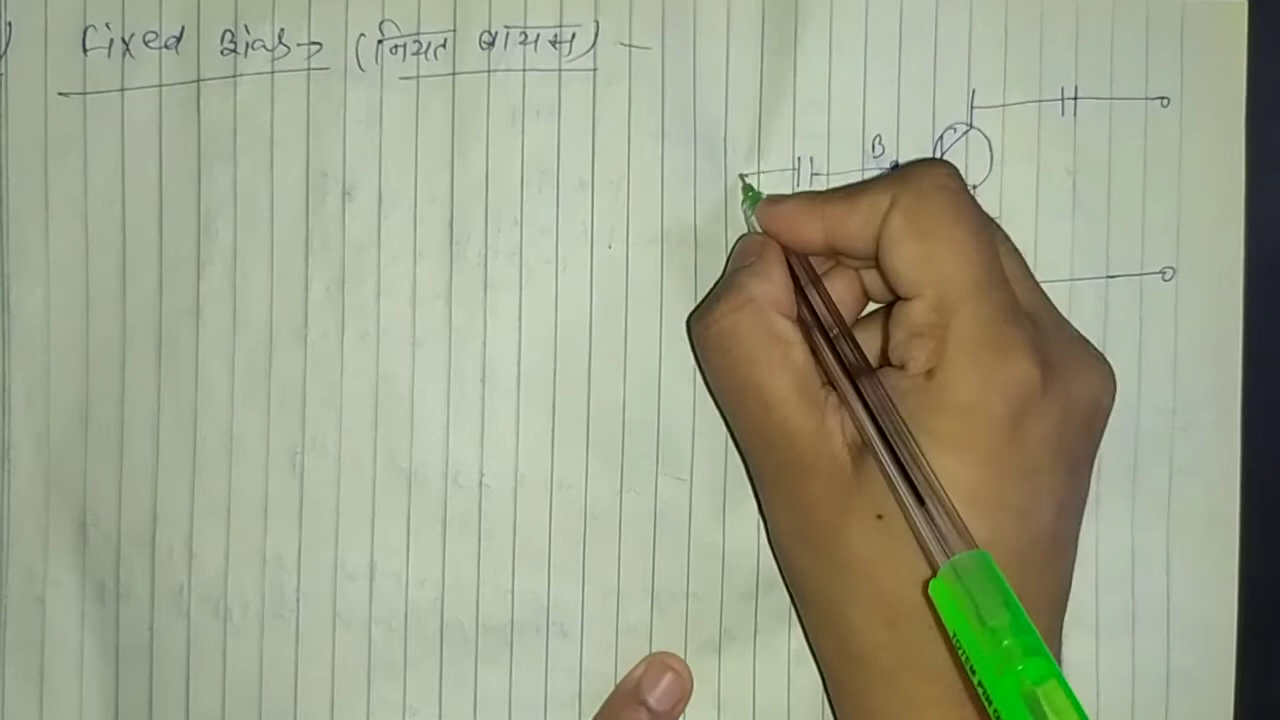 Fixed Bias → (नियत बायस) —
B